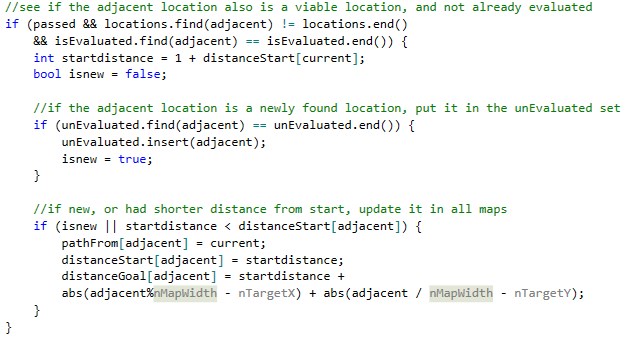 //see if the adjacent location also is a viable location, and not already evaluated
if (passed && locations.find(adjacent) != locations.end()
    && isEvaluated.find(adjacent) == isEvaluated.end()) {
    int startdistance = 1 + distanceStart[current];
    bool isnew = false;

    //if the adjacent location is a newly found location, put it in the unEvaluated set
    if (unEvaluated.find(adjacent) == unEvaluated.end()) {
        unEvaluated.insert(adjacent);
        isnew = true;
    }

    //if new, or had shorter distance from start, update it in all maps
    if (isnew || startdistance < distanceStart[adjacent]) {
        pathFrom[adjacent] = current;
        distanceStart[adjacent] = startdistance;
        distanceGoal[adjacent] = startdistance +
        abs(adjacent%nMapWidth - nTargetX) + abs(adjacent / nMapWidth - nTargetY);
    }
}